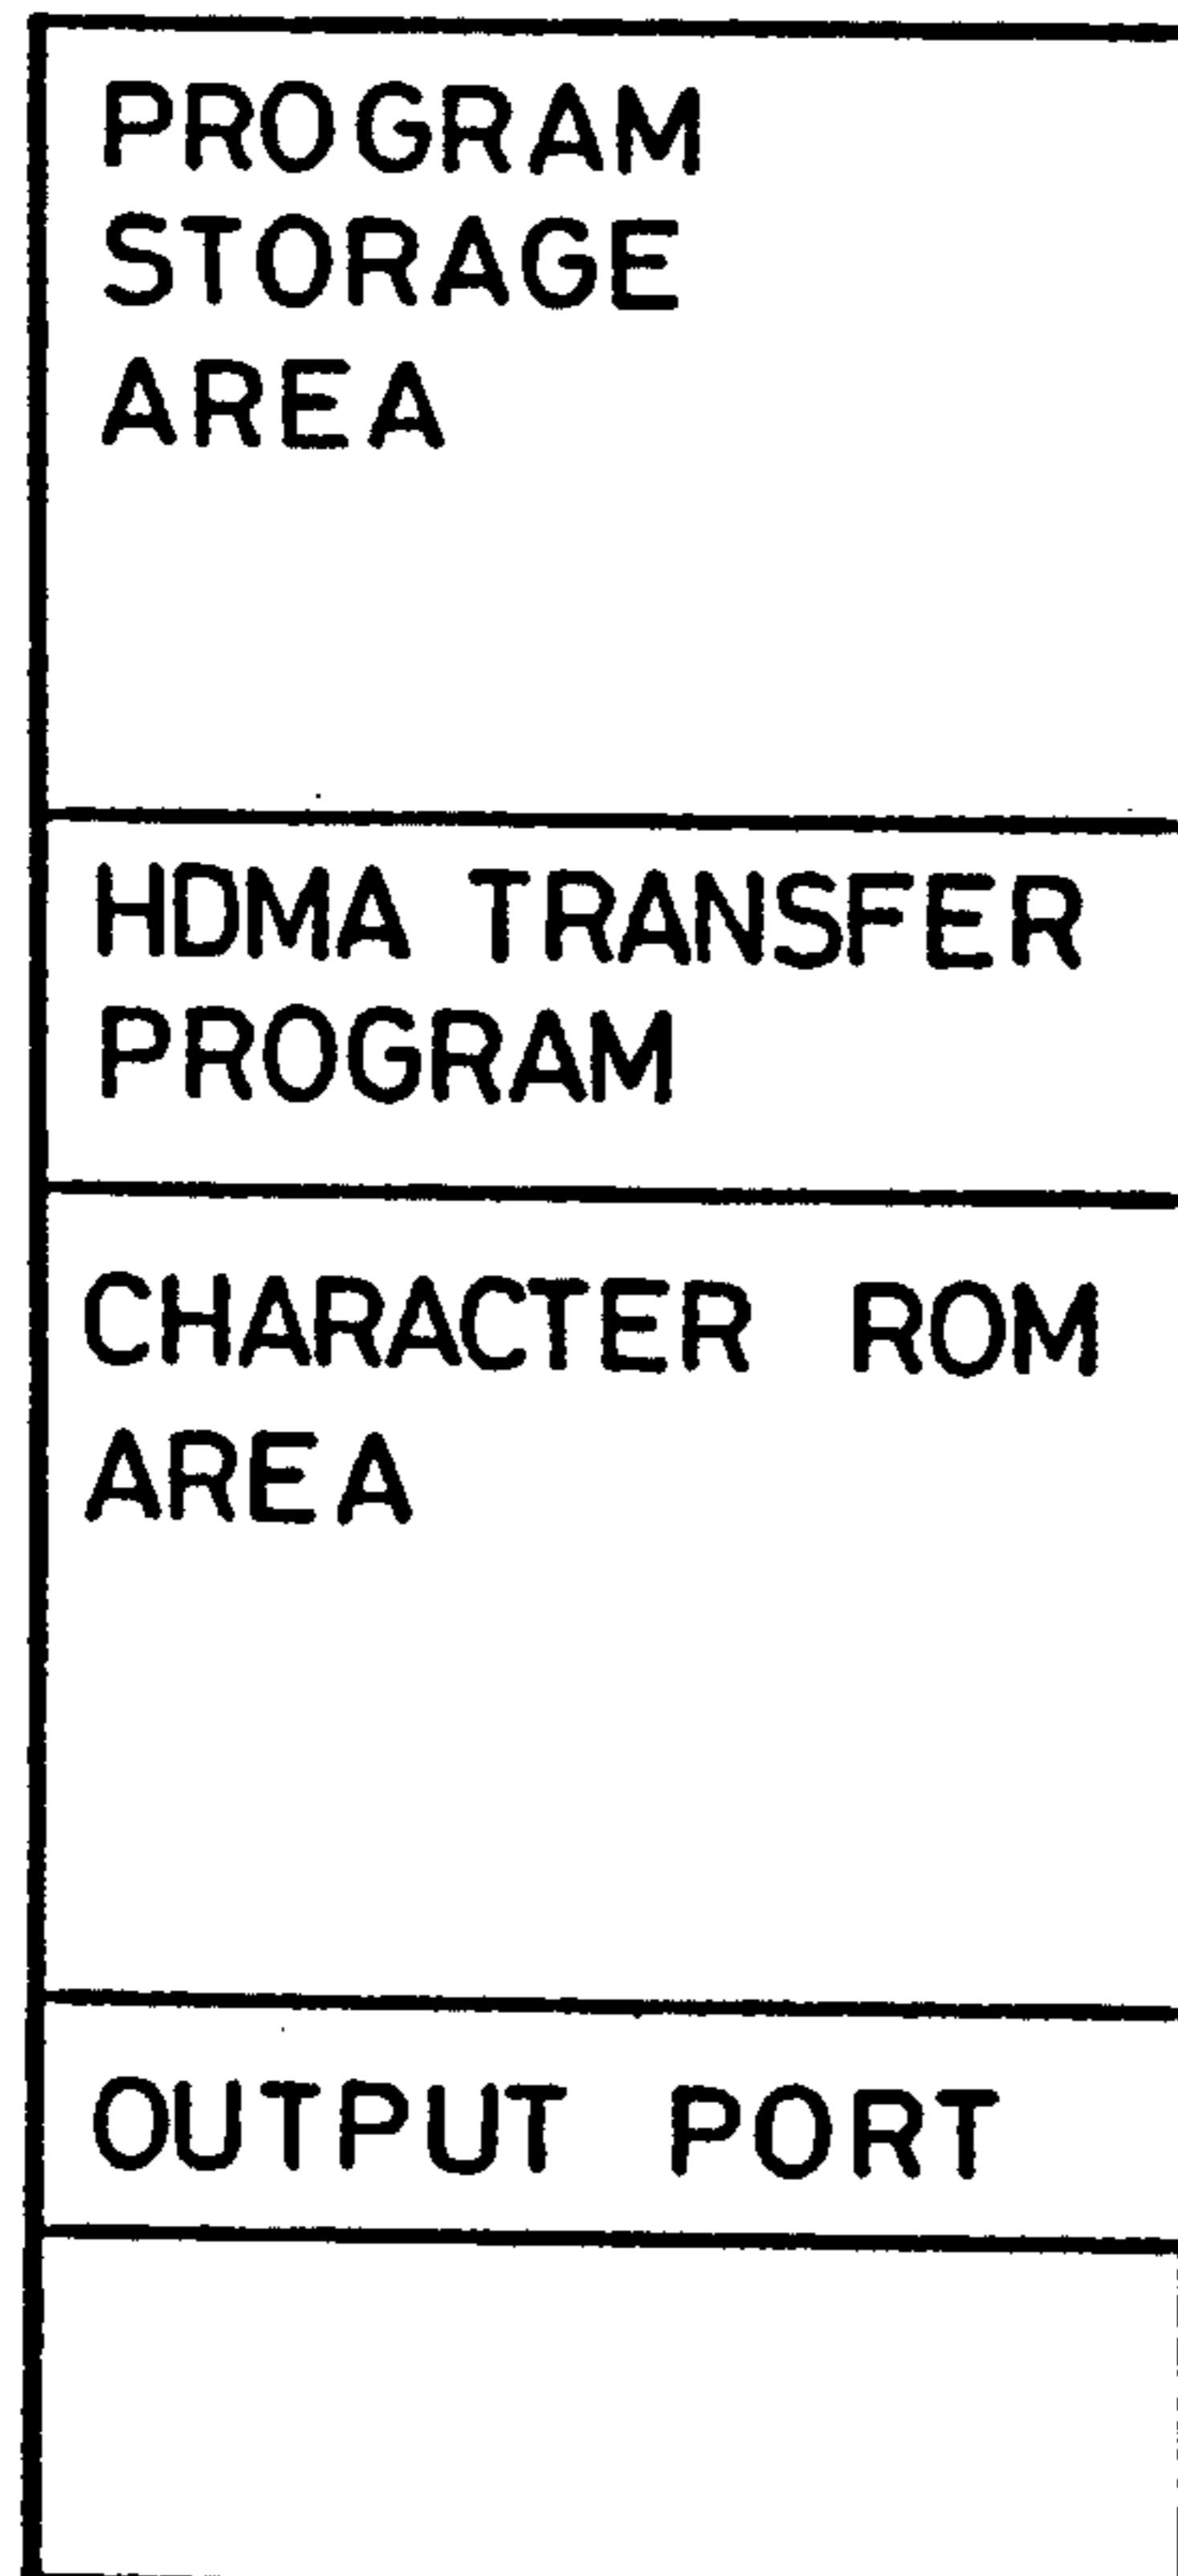 PROGRAM
STORAGE
AREA
HDMA TRANSFER
PROGRAM
CHARACTER ROM
AREA
OUTPUT PORT